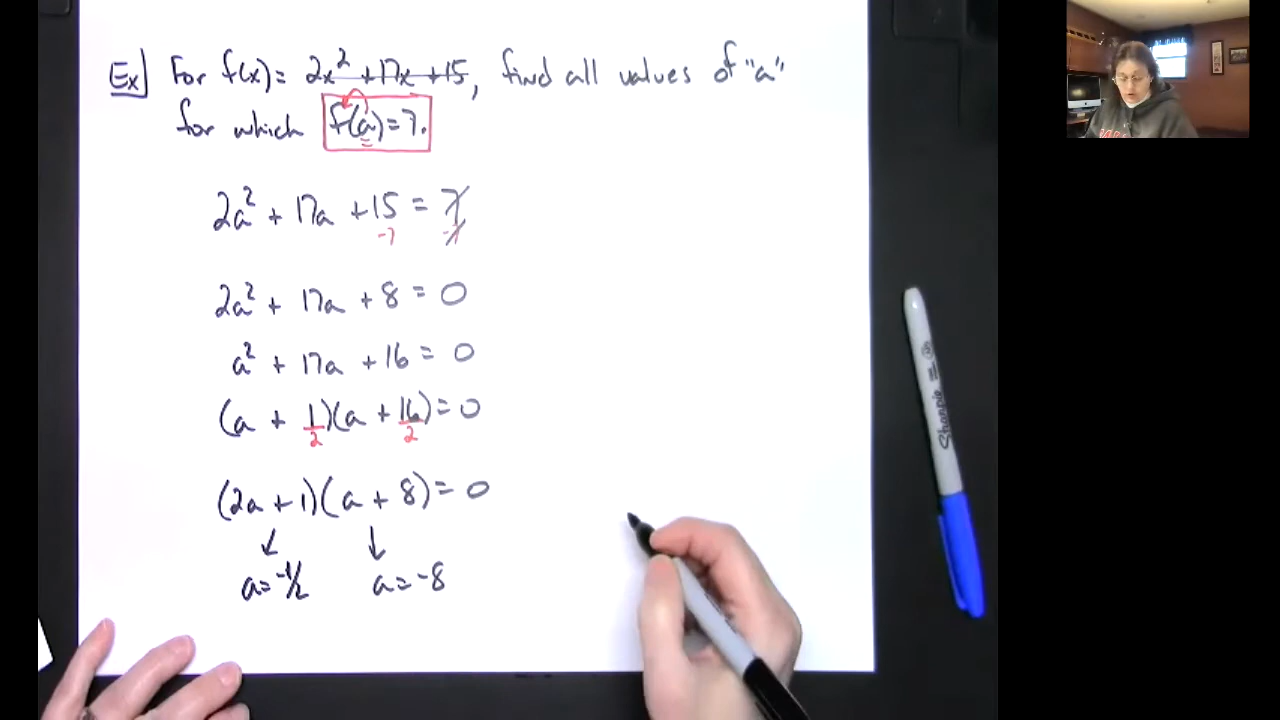 Ex) For f(x) = 2x² + 17x + 15, find all values of "a"
for which f(a) = 7.
2a² + 17a + 15 = 7
-7 -7
2a² + 17a + 8 = 0
a² + 17a + 16 = 0
(a + 1/2)(a + 16/2) = 0
(2a + 1)(a + 8) = 0
a = -1/2 a = -8
Sharpie